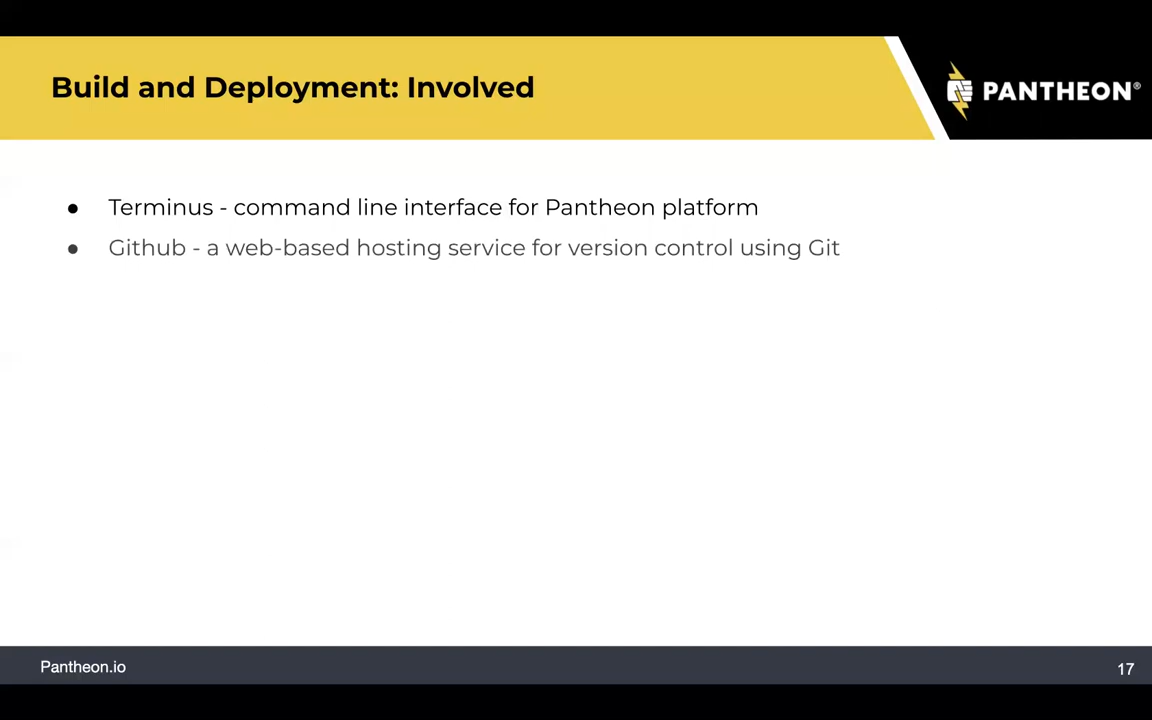 Build and Deployment: Involved
PANTHEON®
● Terminus - command line interface for Pantheon platform
● Github - a web-based hosting service for version control using Git
Pantheon.io
17